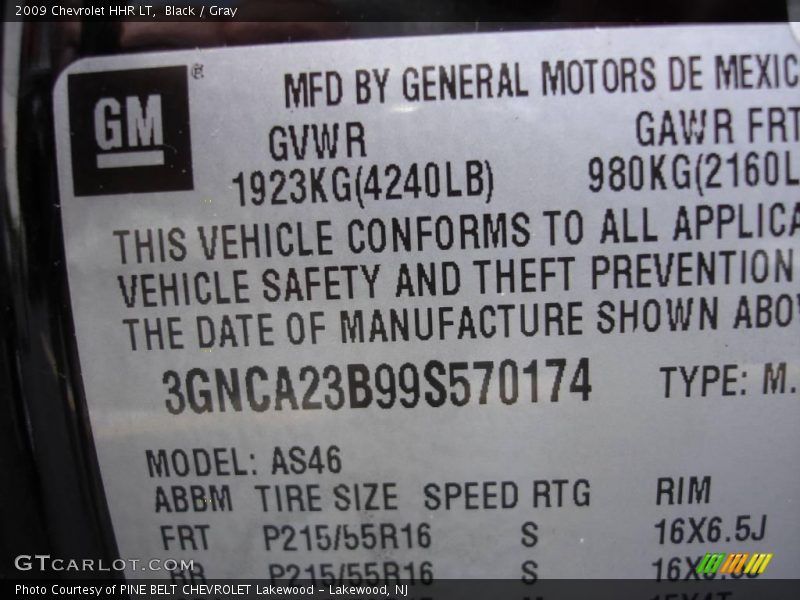 2009 Chevrolet HHR LT, Black / Gray
GM ®
MFD BY GENERAL MOTORS DE MEXIC
GVWR GAWR FRT
1923KG(4240LB) 980KG(2160L
THIS VEHICLE CONFORMS TO ALL APPLICA
VEHICLE SAFETY AND THEFT PREVENTION
THE DATE OF MANUFACTURE SHOWN ABO
3GNCA23B99S570174 TYPE: M.
MODEL: AS46
ABBM TIRE SIZE SPEED RTG RIM
FRT P215/55R16 S 16X6.5J
RR P215/55R16 S
GTCARLOT.COM
Photo Courtesy of PINE BELT CHEVROLET Lakewood - Lakewood, NJ